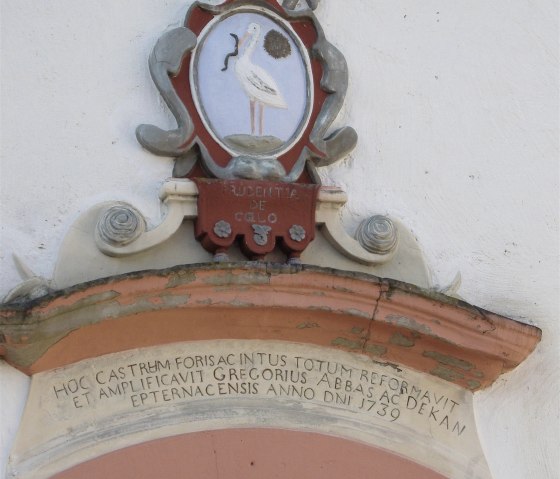 PRUDENTIA
DE
COELO
HOC CASTRUM FORIS AC INTUS TOTUM REFORMAVIT
ET AMPLIFICAVIT GREGORIUS ABBAS AC DEKAN
EPTERNACENSIS ANNO DNI 1739